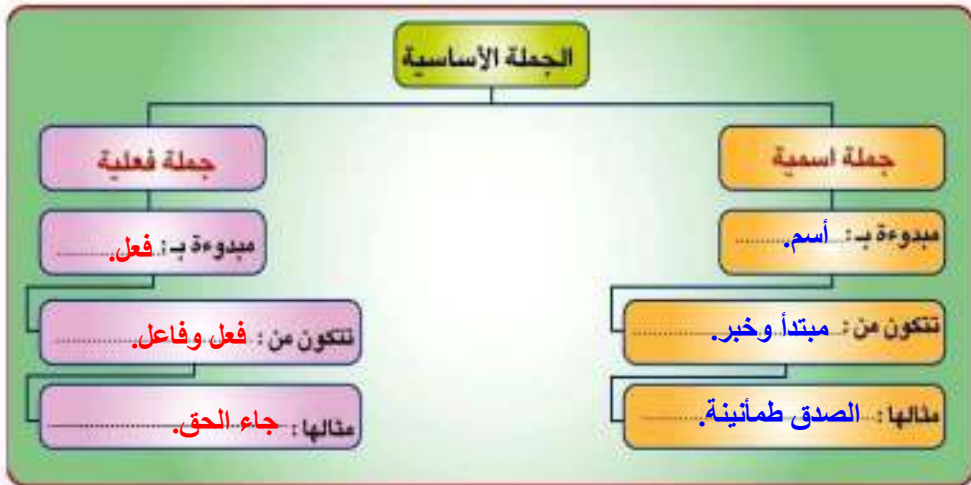 الجملة الأساسية
جملة اسمية
مبدوءة بـ: أسم.
تتكون من: مبتدأ وخبر.
مثالها: الصدق طمأنينة.
جملة فعلية
مبدوءة بـ: فعل.
تتكون من: فعل وفاعل.
مثالها: جاء الحق.